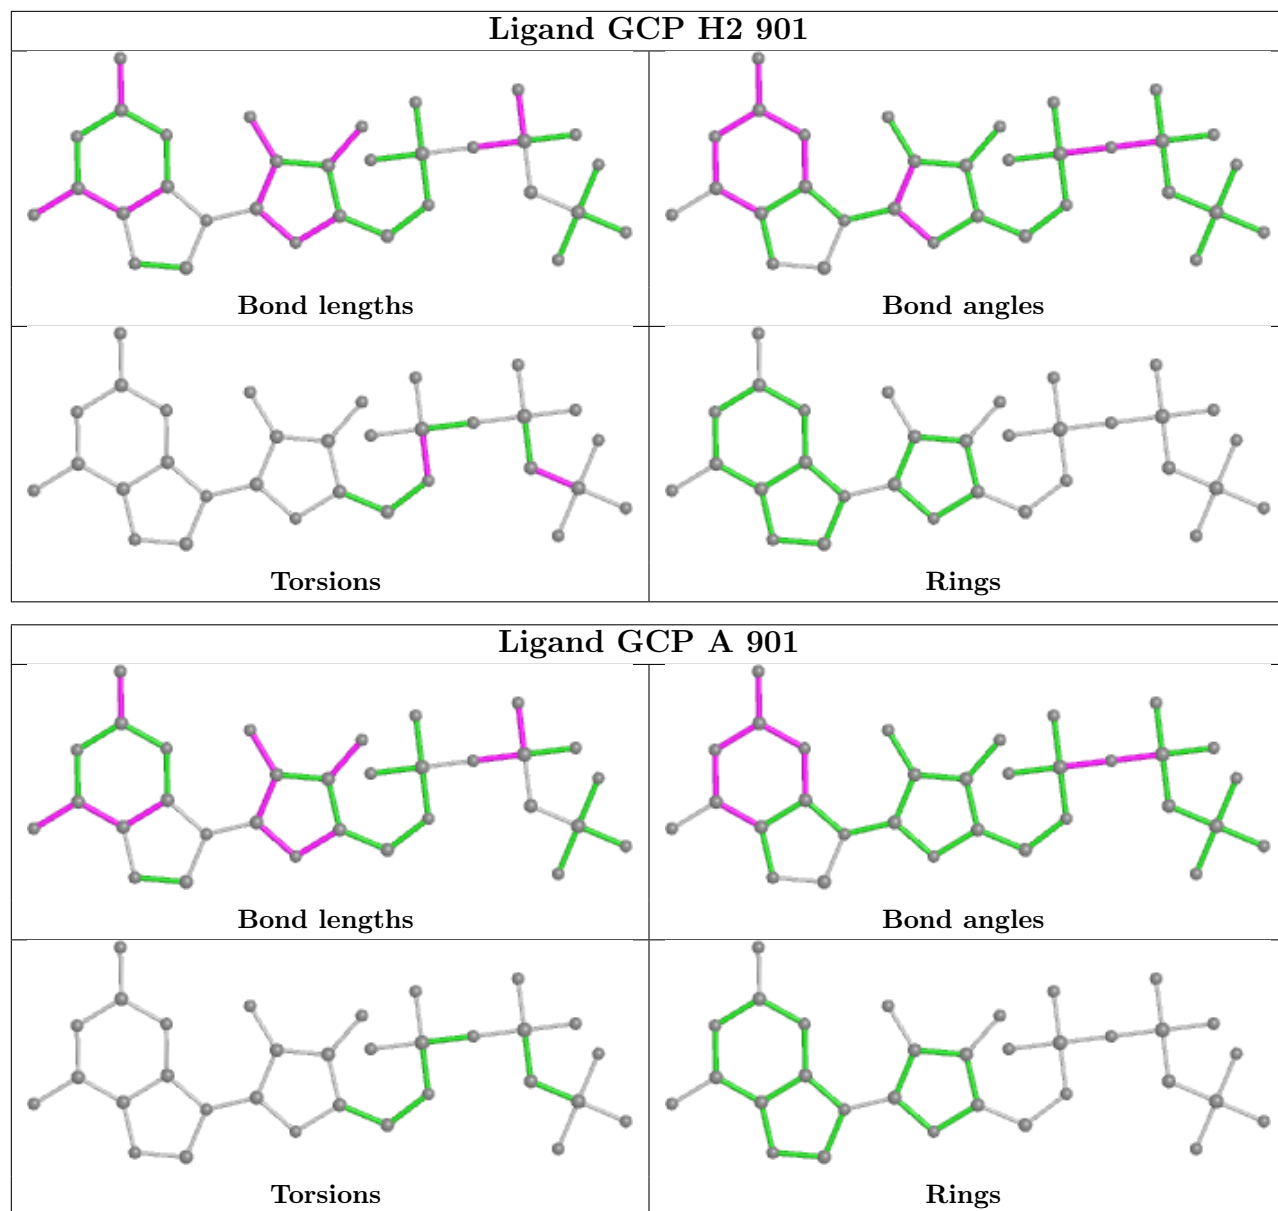 Ligand GCP H2 901
Bond lengths
Bond angles
Torsions
Rings
Ligand GCP A 901
Bond lengths
Bond angles
Torsions
Rings